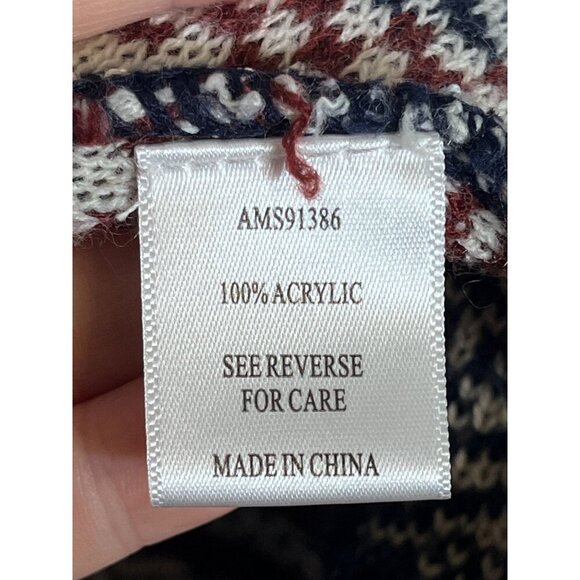 AMS91386
100% ACRYLIC
SEE REVERSE
FOR CARE
MADE IN CHINA